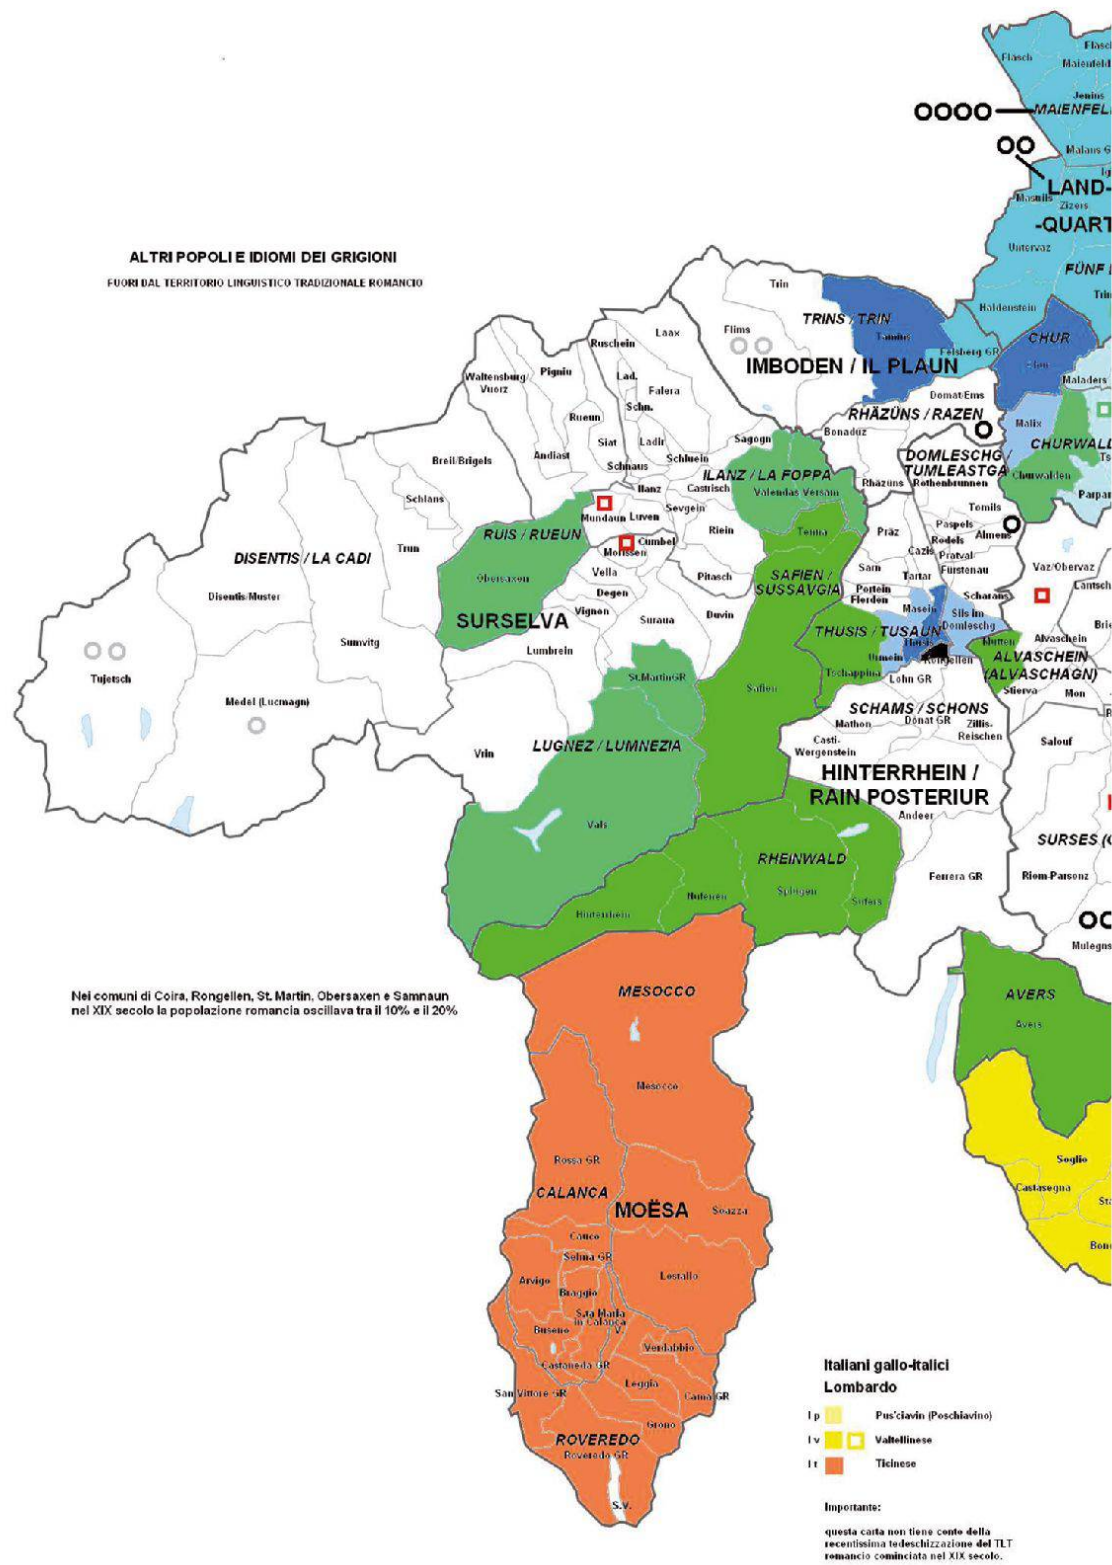 Flasch
Maienfeld
Jenins
MAIENFEL
Malans G
LAND-
Mastrils
Zizers
-QUART
Untervaz
FÜNF
Haldenstein
ALTRI POPOLI E IDIOMI DEI GRIGIONI
FUORI DAL TERRITORIO LINGUISTICO TRADIZIONALE ROMANCIO
Trin
TRINS / TRIN
Tamins
CHUR
Felsberg GR
Maladers
Laax
Flims
Ruschein
IMBODEN / IL PLAUN
Waltensburg/
Vuorz
Pigniu
Lad.
Falera
Schn.
Domat/Ems
RHÄZÜNS / RAZEN
Bonaduz
Malix
CHURWALD
Rueun
Siat
Ladir
Sagogn
Andiast
Schnaus
Schluein
Breil/Brigels
ILANZ / LA FOPPA
DOMLESCHG /
TUMLEASTGA
Churwalden
Parpan
Schlans
Ilanz
Castrisch
Valendas Versam
Rhäzüns
Rothenbrunnen
Mundaun
Luven
Sevgein
Tomils
RUIS / RUEUN
Trun
Cumbel
Morissen
Riein
Tenna
Präz
Paspels
Almens
Rodels
Cazis
Pratval
DISENTIS / LA CADI
Obersaxen
Vella
Pitasch
SAFIEN /
SUSSAVGIA
Sarn
Tartar
Fürstenau
Vaz/Obervaz
Disentis/Muster
Degen
Portein
Flerden
Scharans
SURSELVA
Vignon
Suraua
Duvin
Masein
Sils im
Domleschg
THUSIS / TUSAUN
Thusis
Mutten
Alvaschein
Sumvitg
Lumbrein
Urmein
Rongellen
ALVASCHEIN
(ALVASCHAGN)
Tujetsch
St.MartinGR
Safien
Tschappina
Lohn GR
Stierva
Mon
Medel (Lucmagn)
SCHAMS / SCHONS
Mathon
Donat GR
Zillis-
Reischen
LUGNEZ / LUMNEZIA
Vrin
Casti-
Wergenstein
Salouf
HINTERRHEIN /
RAIN POSTERIUR
Andeer
Vals
SURSES
RHEINWALD
Ferrera GR
Riom-Parsonz
Nufenen
Splugen
Sufers
Hinterrhein
Mulegns
Nei comuni di Coira, Rongellen, St. Martin, Obersaxen e Samnaun
nel XIX secolo la popolazione romancia oscillava tra il 10% e il 20%
MESOCCO
AVERS
Avers
Mesocco
Rossa GR
Soglio
CALANCA
MOËSA
Soazza
Castasegna
Cauco
Selma GR
Arvigo
Lostallo
Braggio
S.ta Maria
in Calanca
V.
Buseno
Verdabbio
Castaneda GR
Leggia
San Vittore GR
Cama GR
Grono
ROVEREDO
Roveredo GR
S.V.
Italiani gallo-italici
Lombardo
l p Pus'ciavin (Poschiavino)
l v Valtellinese
l t Ticinese
Importante:
questa carta non tiene conto della
recentissima tedeschizzazione del TLT
romancio cominciata nel XIX secolo.